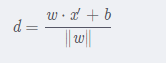 d = \frac{w \cdot x' + b}{\|w\|}